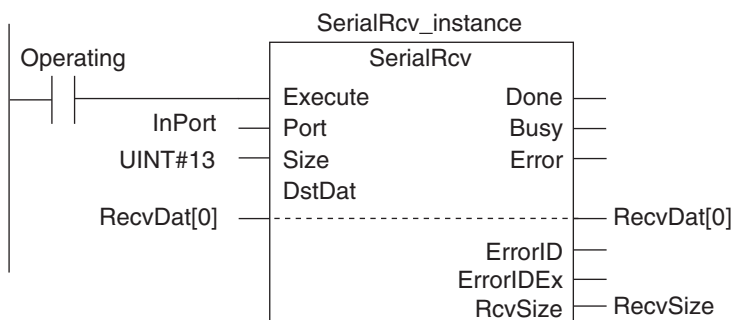 SerialRcv_instance
Operating SerialRcv
Execute Done
InPort Port Busy
UINT#13 Size Error
DstDat
RecvDat[0] RecvDat[0]
ErrorID
ErrorIDEx
RcvSize RecvSize